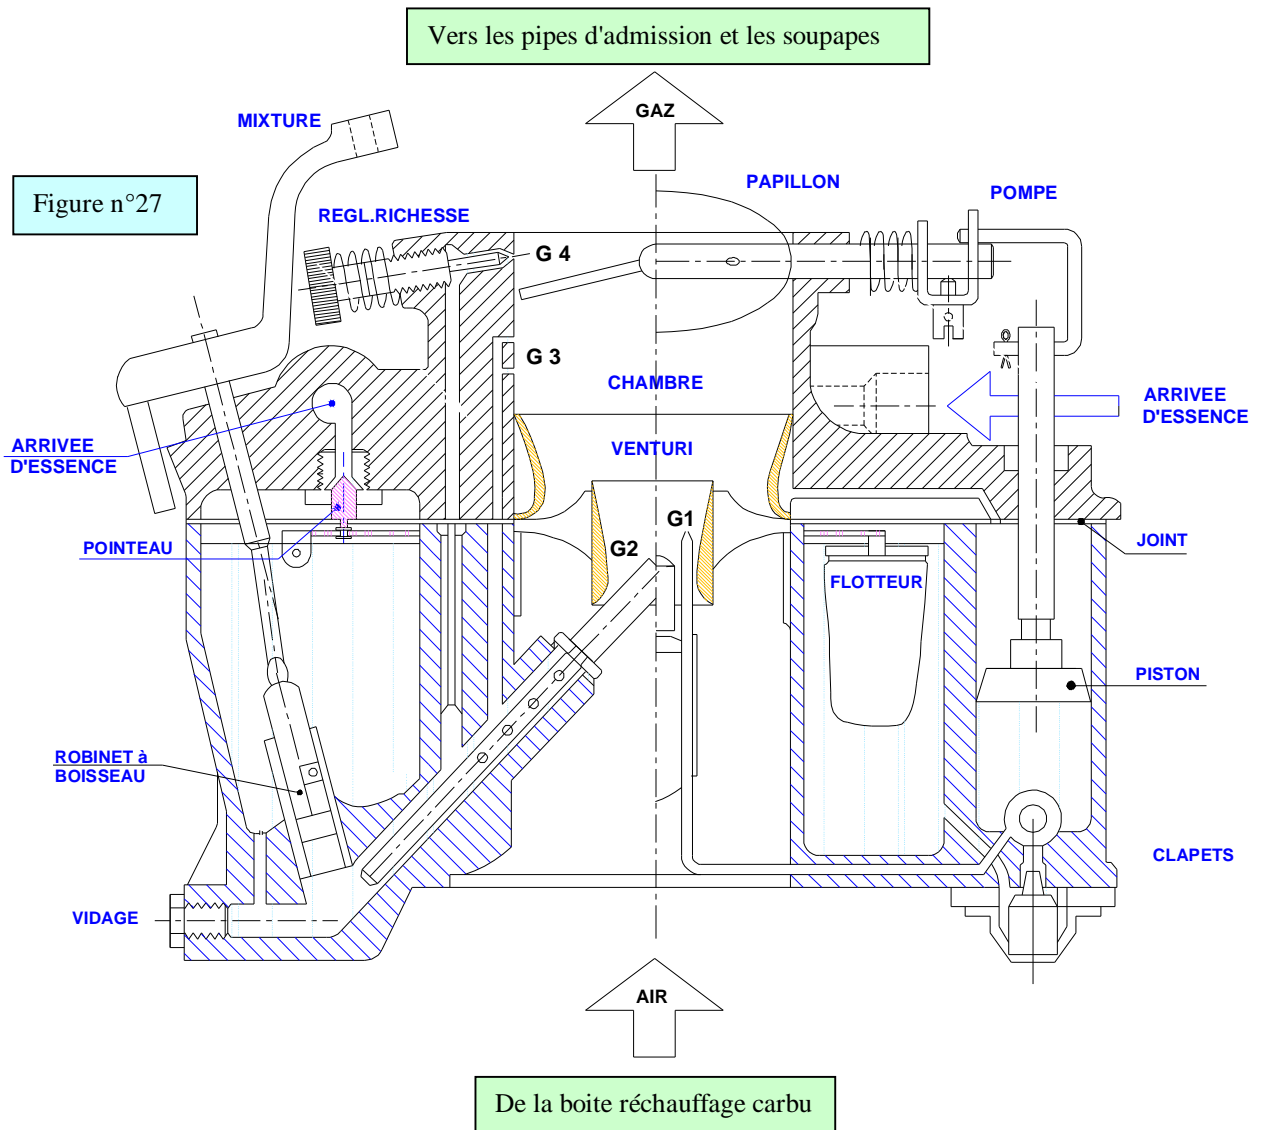 Vers les pipes d'admission et les soupapes
GAZ
MIXTURE
PAPILLON
POMPE
Figure n°27
REGL.RICHESSE
G 4
G 3
CHAMBRE
ARRIVEE
D'ESSENCE
ARRIVEE
D'ESSENCE
VENTURI
G1
G2
POINTEAU
JOINT
FLOTTEUR
PISTON
ROBINET à
BOISSEAU
CLAPETS
VIDAGE
AIR
De la boite réchauffage carbu